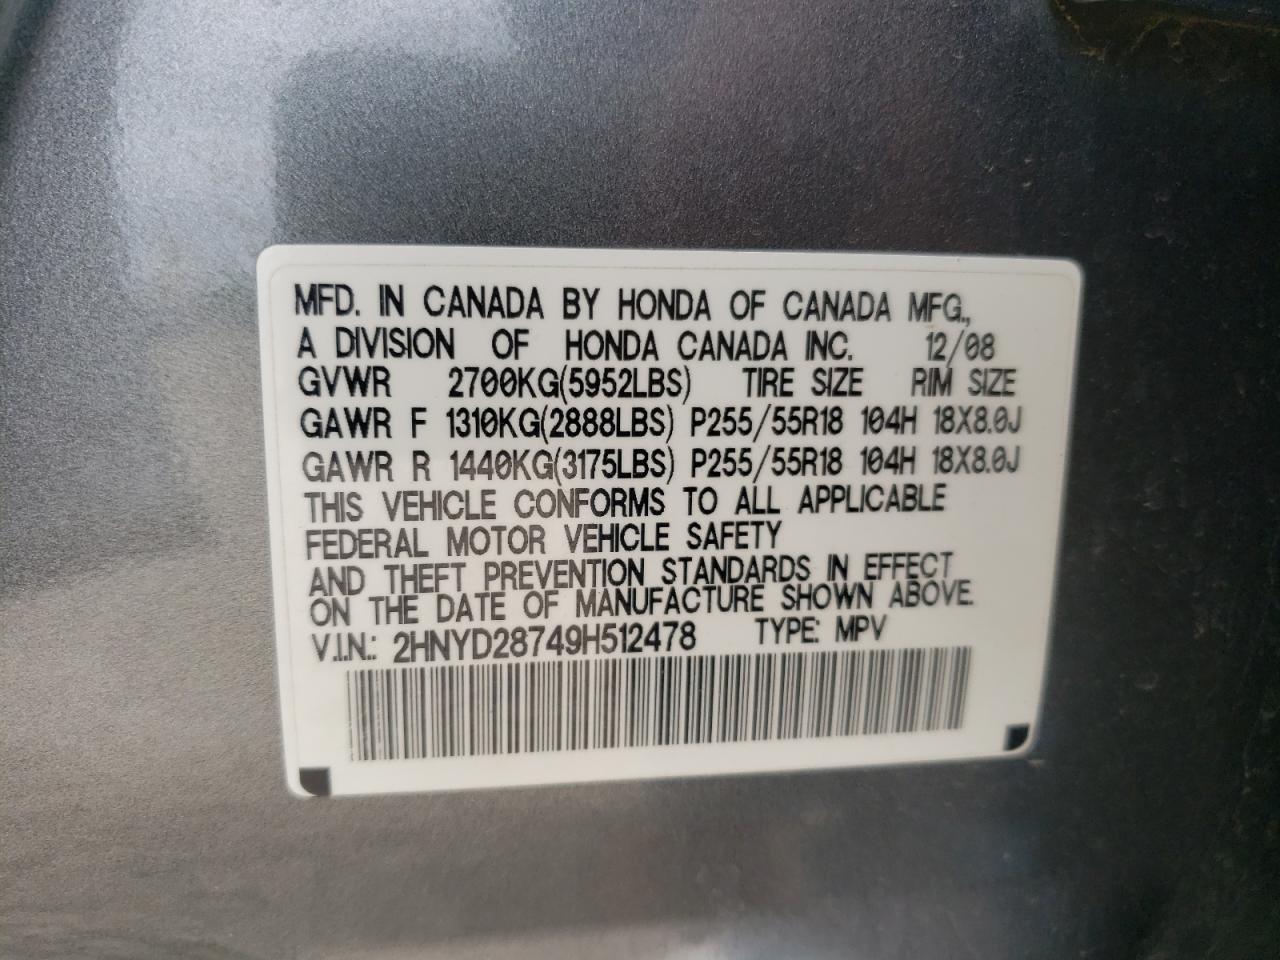 MFD. IN CANADA BY HONDA OF CANADA MFG.,
A DIVISION OF HONDA CANADA INC. 12/08
GVWR 2700KG(5952LBS) TIRE SIZE RIM SIZE
GAWR F 1310KG(2888LBS) P255/55R18 104H 18X8.0J
GAWR R 1440KG(3175LBS) P255/55R18 104H 18X8.0J
THIS VEHICLE CONFORMS TO ALL APPLICABLE
FEDERAL MOTOR VEHICLE SAFETY
AND THEFT PREVENTION STANDARDS IN EFFECT
ON THE DATE OF MANUFACTURE SHOWN ABOVE.
V.I.N.: 2HNYD28749H512478 TYPE: MPV